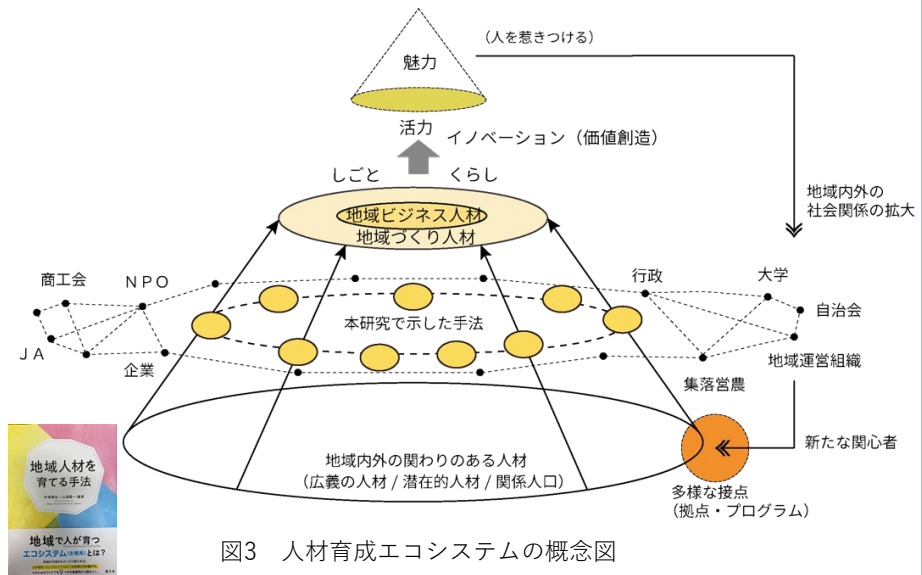 （人を惹きつける）
魅力
活力
イノベーション（価値創造）
しごと　くらし
地域内外の
社会関係の拡大
地域ビジネス人材
地域づくり人材
商工会
ＮＰＯ
行政
大学
自治会
本研究で示した手法
ＪＡ
企業
地域運営組織
集落営農
新たな関心者
地域内外の関わりのある人材
（広義の人材 / 潜在的人材 / 関係人口）
多様な接点
（拠点・プログラム）
地域人材を
育てる手法
地域で人が育つ
エコシステム(生態系)とは?
図3　人材育成エコシステムの概念図